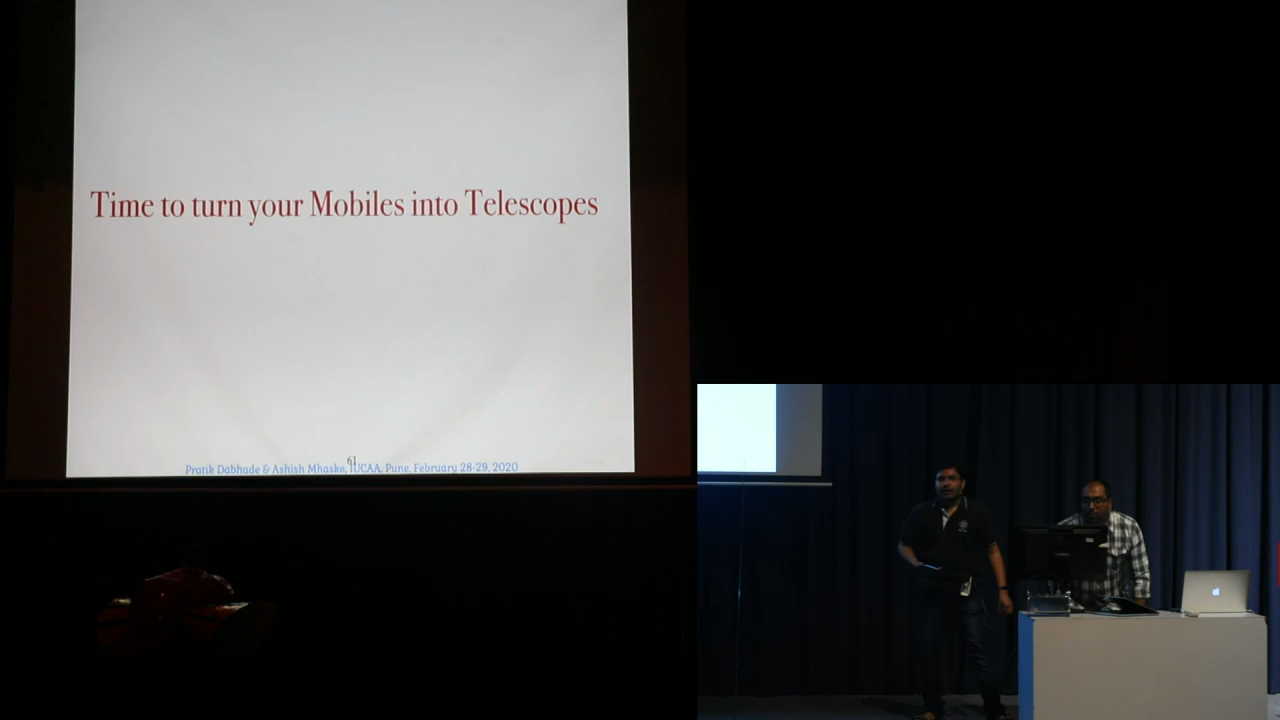 Time to turn your Mobiles into Telescopes
61
Pratik Dabhade & Ashish Mhaske, IUCAA, Pune, February 28-29, 2020